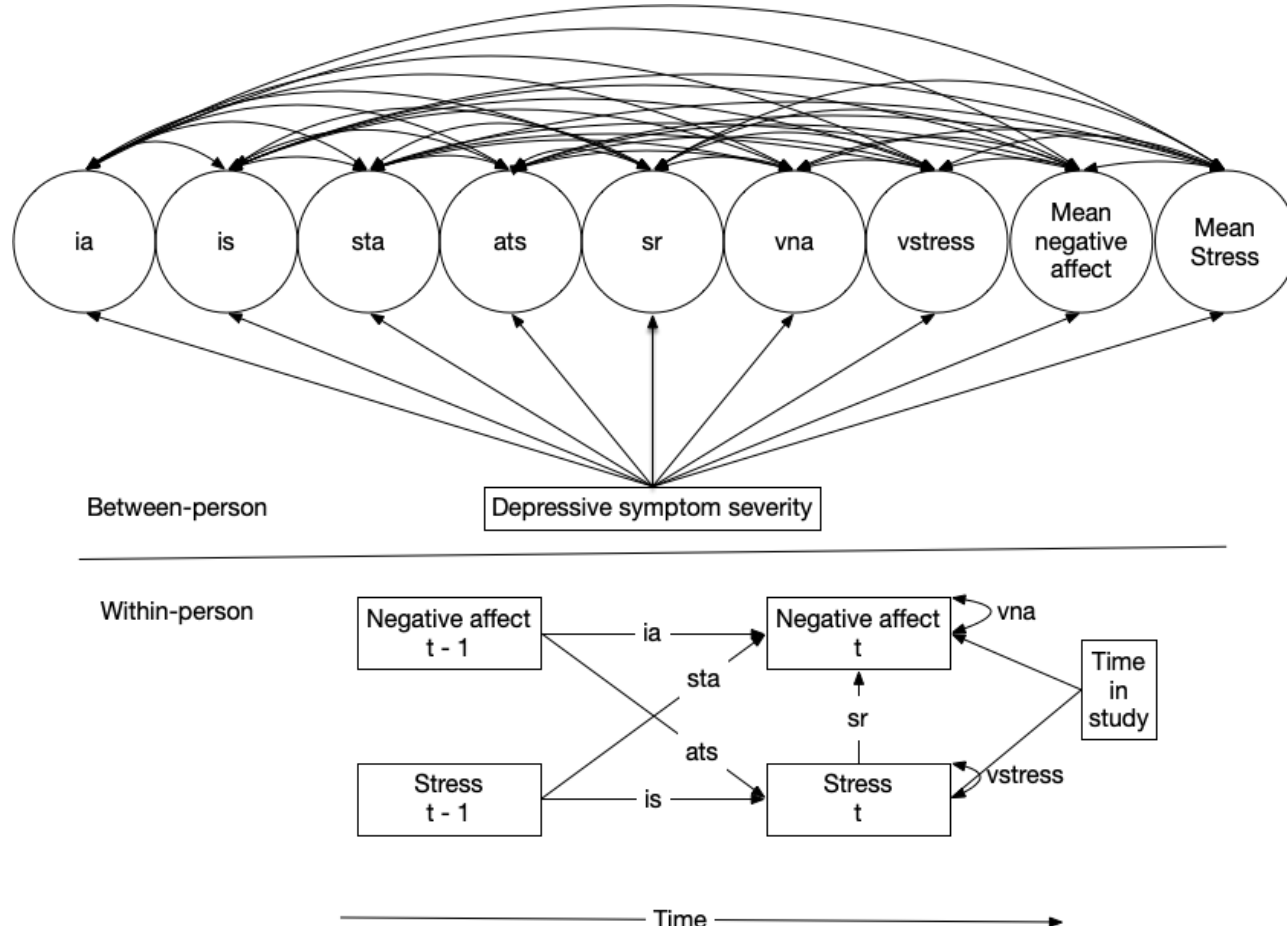 ia
is
sta
ats
sr
vna
vstress
Mean
negative
affect
Mean
Stress
Between-person
Depressive symptom severity
Within-person
Negative affect
t - 1
ia
Negative affect
t
vna
sta
Time
in
study
sr
ats
Stress
t - 1
is
Stress
t
vstress
Time